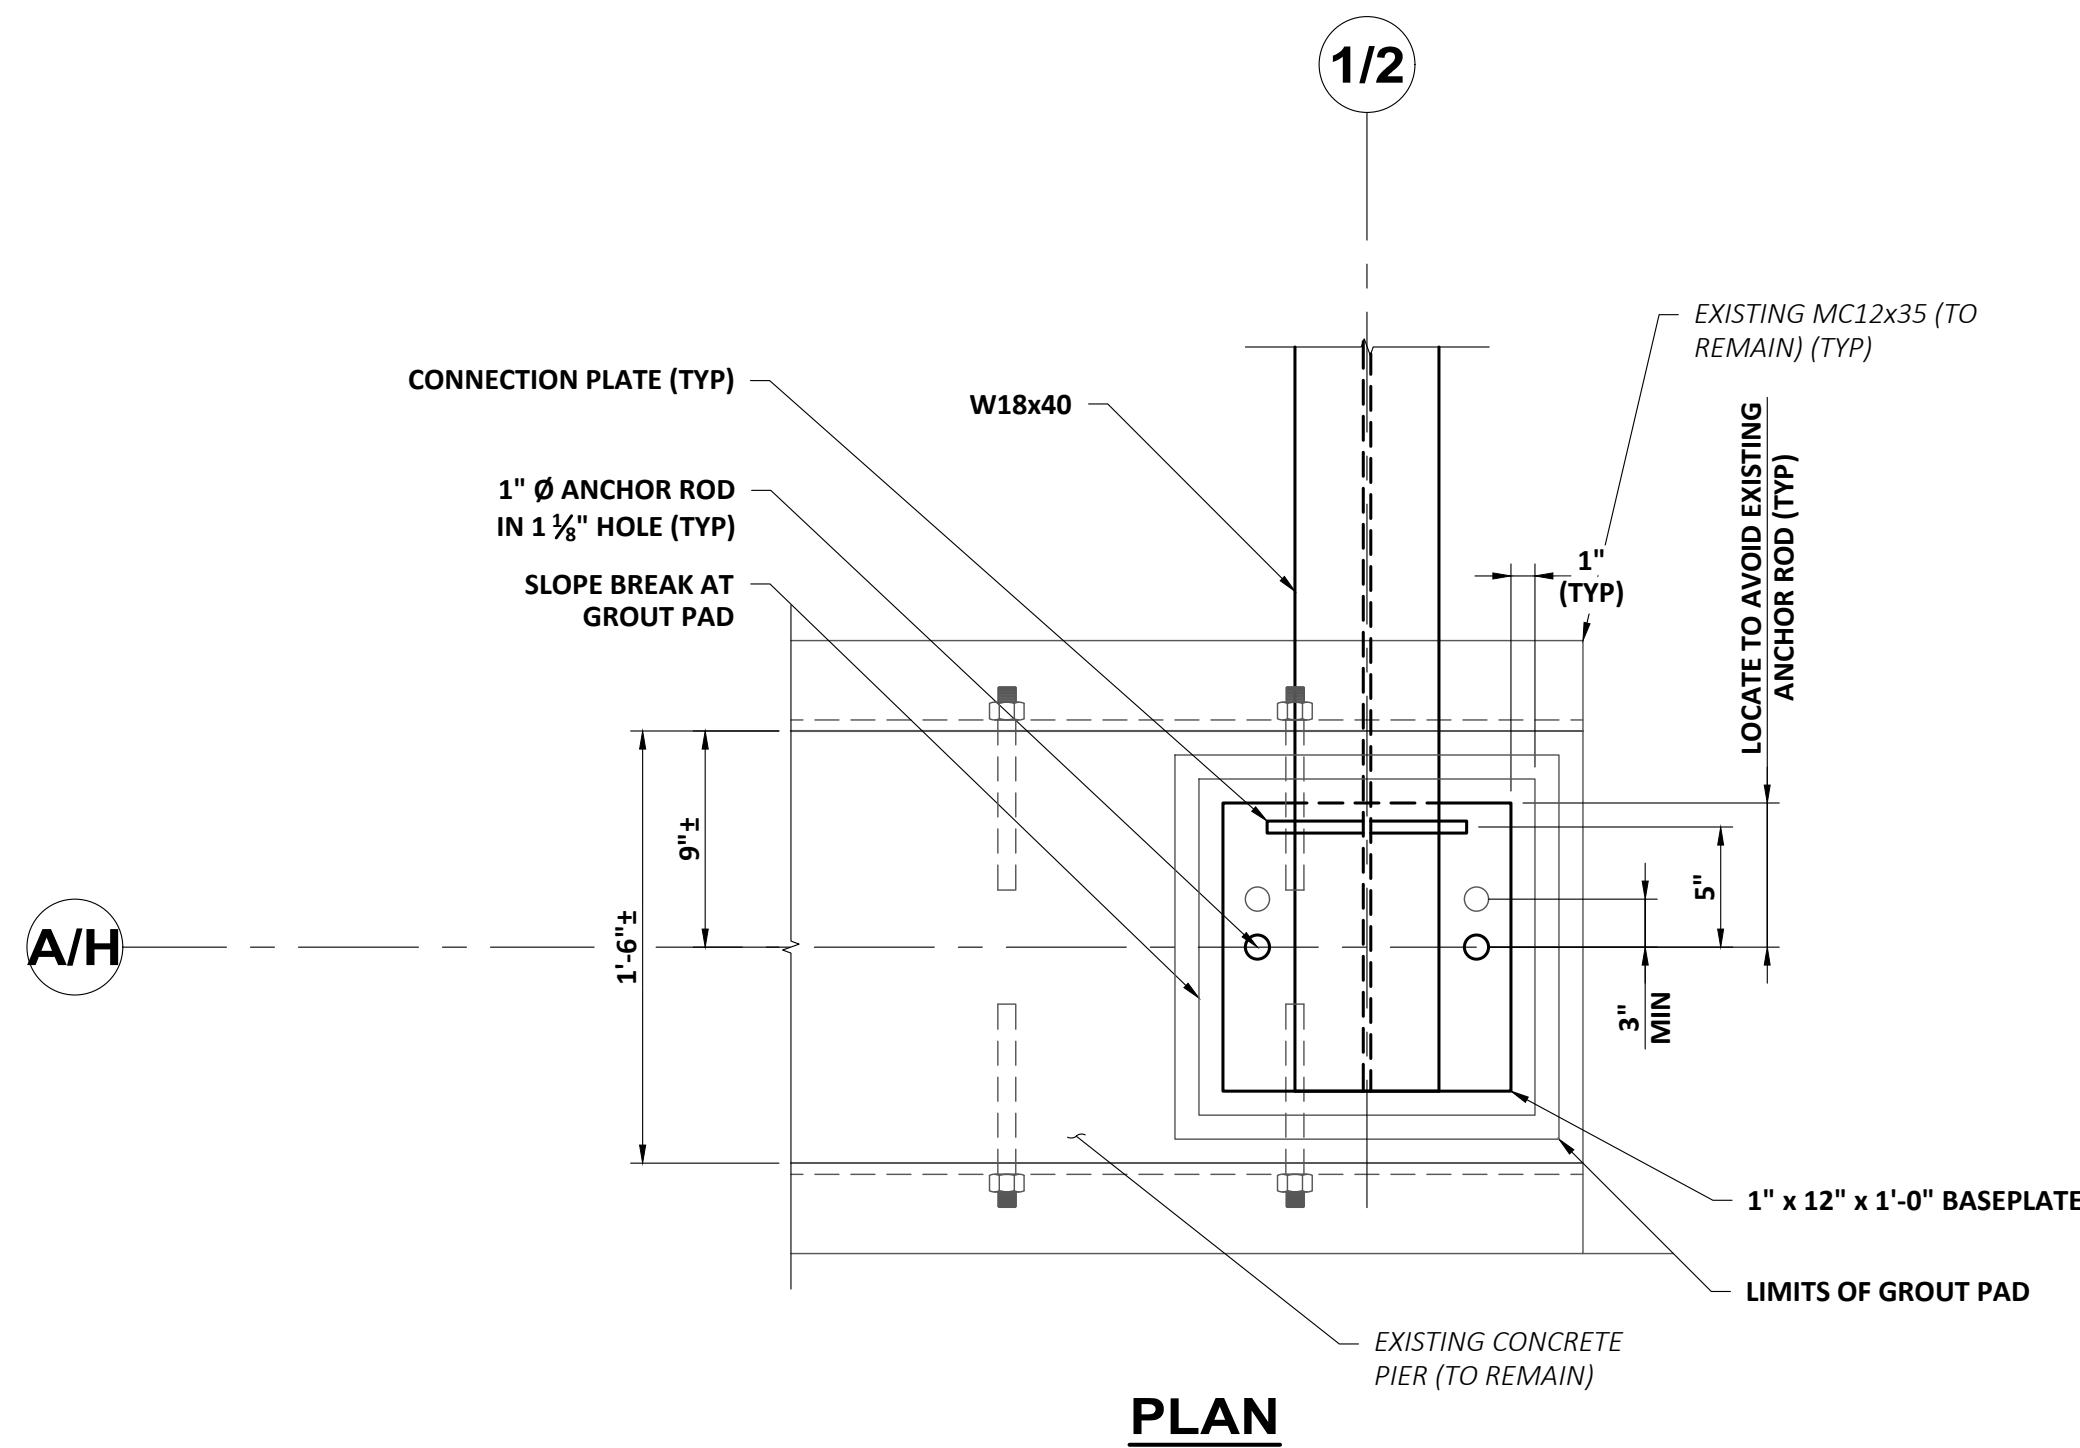 1/2
EXISTING MC12x35 (TO
REMAIN) (TYP)
CONNECTION PLATE (TYP)
W18x40
LOCATE TO AVOID EXISTING
ANCHOR ROD (TYP)
1" Ø ANCHOR ROD
IN 1 ⅛" HOLE (TYP)
1"
(TYP)
SLOPE BREAK AT
GROUT PAD
9"±
5"
1'-6"±
A/H
3"
MIN
1" x 12" x 1'-0" BASEPLATE
LIMITS OF GROUT PAD
EXISTING CONCRETE
PIER (TO REMAIN)
PLAN